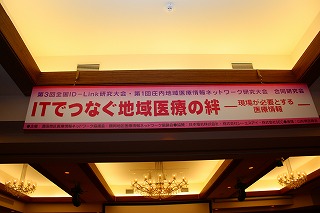 第3回全国ID-Link研究大会・第1回庄内地域医療情報ネットワーク研究会 合同研究会
ITでつなぐ地域医療の絆
―現場が必要とする
医療情報―